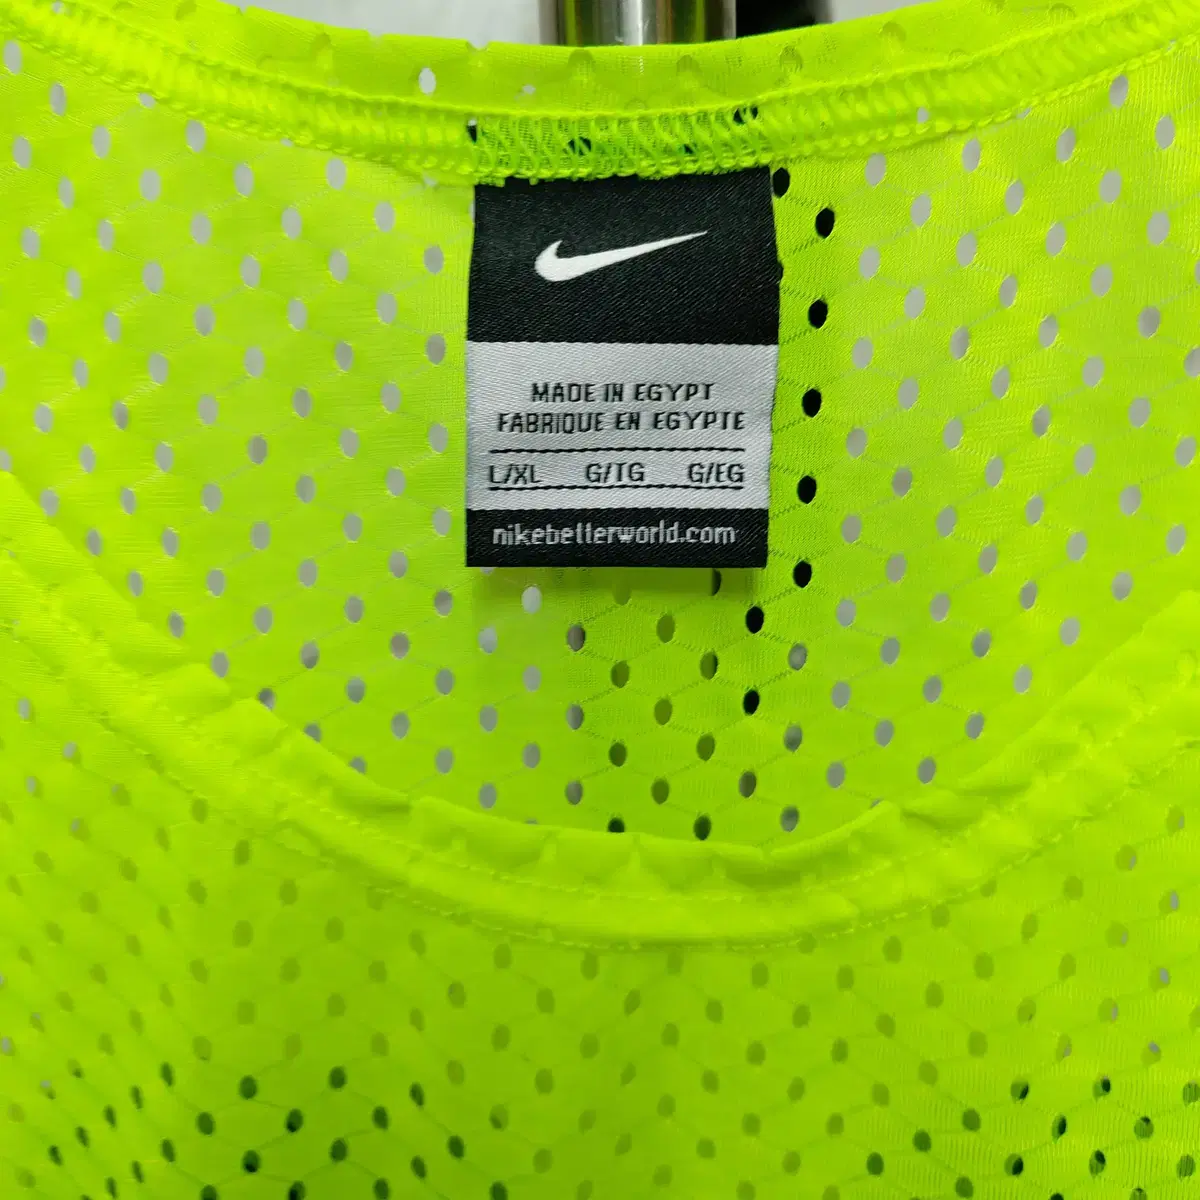 MADE IN EGYPT
FABRIQUE EN EGYPTE
L/XL G/TG G/EG
nikebetterworld.com